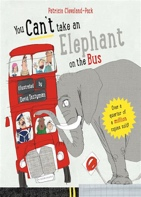 Patricia Cleveland-Peck
You Can't take an
Elephant
on the Bus
Illustrated by
David Tazzyman
Over a
quarter of
a million
copies sold!